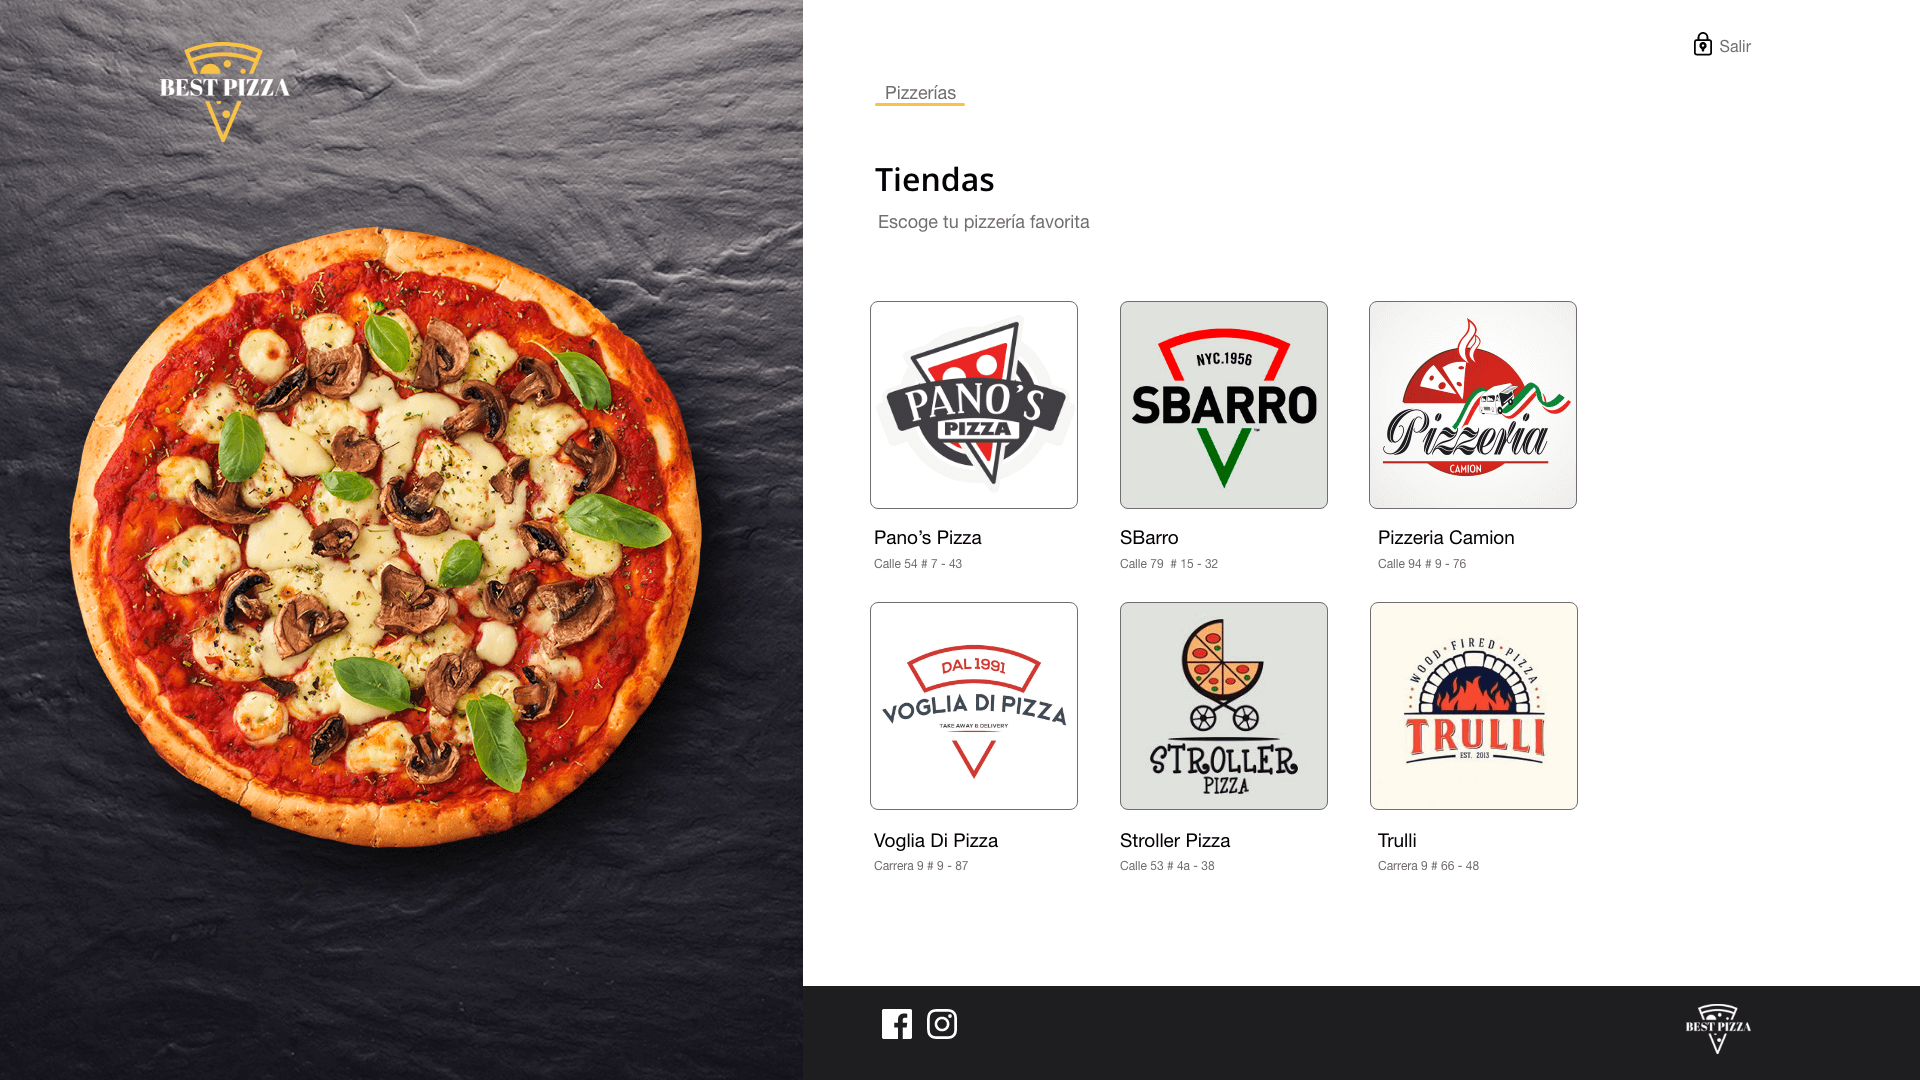 BEST PIZZA
Salir
Pizzerías
Tiendas
Escoge tu pizzería favorita
PANO'S
PIZZA
NYC.1956
SBARRO
™
Pizzeria
CAMION
Pano’s Pizza
SBarro
Pizzeria Camion
Calle 54 # 7 - 43
Calle 79  # 15 - 32
Calle 94 # 9 - 76
DAL 1991
VOGLIA DI PIZZA
TAKE AWAY & DELIVERY
STROLLER
PIZZA
WOOD · FIRED · PIZZA
TRULLI
EST. 2013
Voglia Di Pizza
Stroller Pizza
Trulli
Carrera 9 # 9 - 87
Calle 53 # 4a - 38
Carrera 9 # 66 - 48
BEST PIZZA